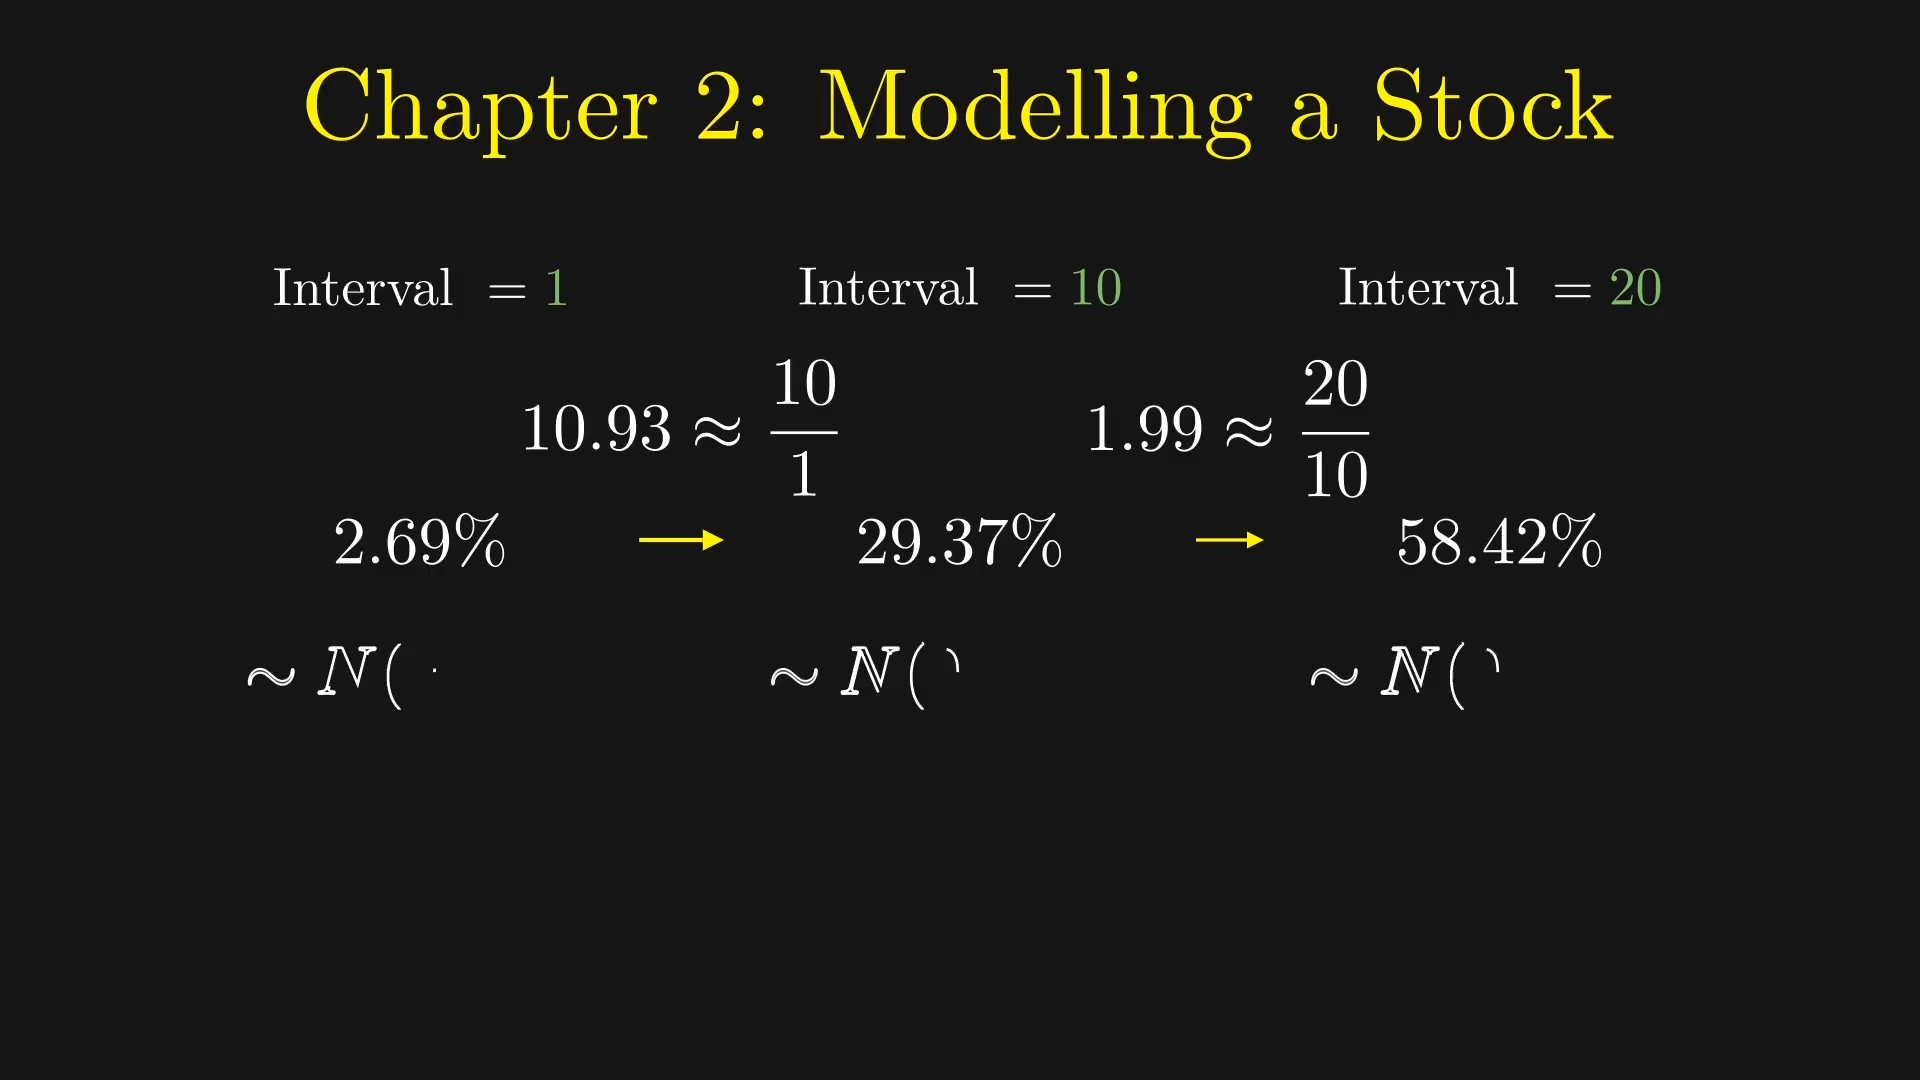 Chapter 2: Modelling a Stock
Interval = 1 Interval = 10 Interval = 20
10.93 ≈ 10/1 1.99 ≈ 20/10
2.69% → 29.37% → 58.42%
∼ N( ∼ N( ∼ N(